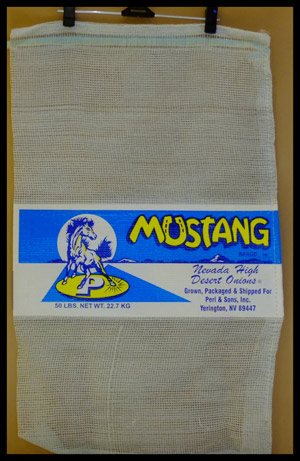 MUSTANG
BRAND
Nevada High
Desert Onions®
Grown, Packaged & Shipped For
Peri & Sons, Inc.
Yerington, NV 89447
P
50 LBS. NET WT. 22.7 KG